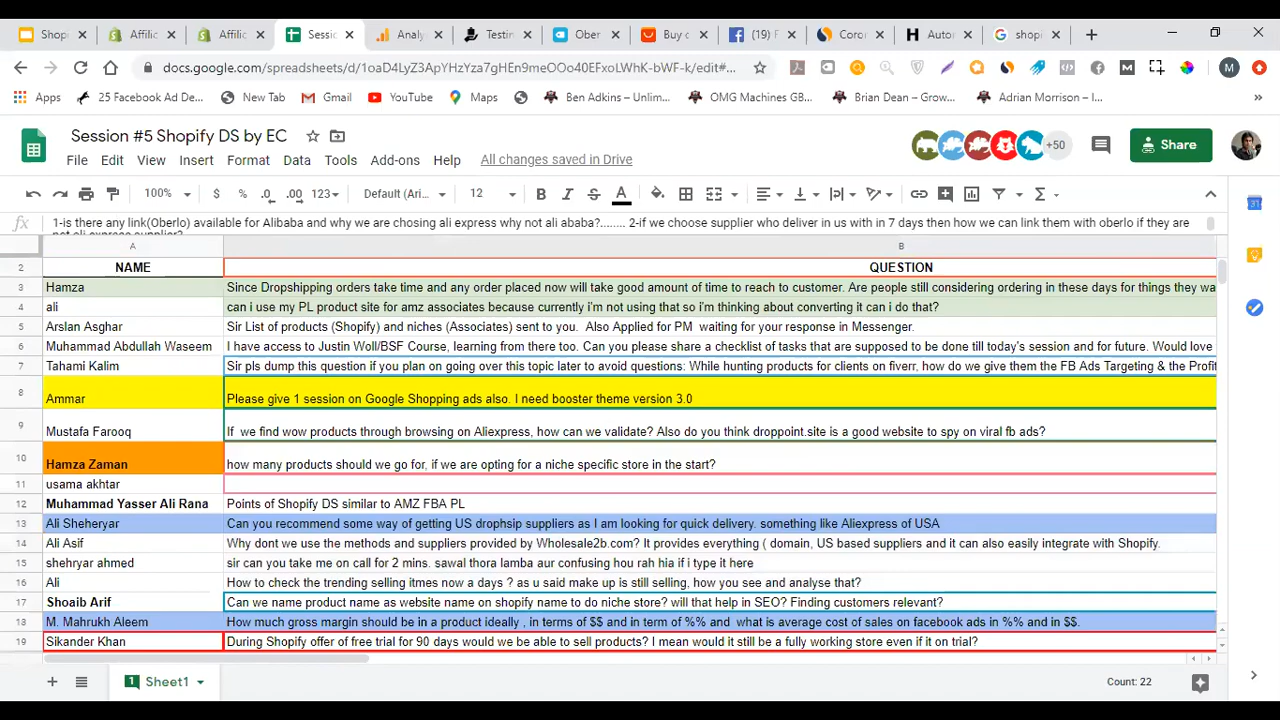 Shop
Affilic
Affilic
Sessic
Analy
Testin
Ober
Buy c
(19) F
Coron
Autor
shopi
docs.google.com/spreadsheets/d/1oaD4LyZ3ApYHzYza7gHEn9meOOo40EFxoLWhK-bWF-k/edit#...
M
Apps
25 Facebook Ad De...
New Tab
Gmail
YouTube
Maps
Ben Adkins – Unlim...
OMG Machines GB...
Brian Dean – Grow...
Adrian Morrison – I...
»
Session #5 Shopify DS by EC
File Edit View Insert Format Data Tools Add-ons Help All changes saved in Drive
+50
Share
100% $ % .0 .00 123 Default (Ari... 12 B I S A
fx 1-is there any link(Oberlo) available for Alibaba and why we are chosing ali express why not ali ababa?........ 2-if we choose supplier who deliver in us with in 7 days then how we can link them with oberlo if they are
not ali express supplier?
A B
2 NAME QUESTION
3 Hamza Since Dropshipping orders take time and any order placed now will take good amount of time to reach to customer. Are people still considering ordering in these days for things they wa
4 ali can i use my PL product site for amz associates because currently i'm not using that so i'm thinking about converting it can i do that?
5 Arslan Asghar Sir List of products (Shopify) and niches (Associates) sent to you. Also Applied for PM waiting for your response in Messenger.
6 Muhammad Abdullah Waseem I have access to Justin Woll/BSF Course, learning from there too. Can you please share a checklist of tasks that are supposed to be done till today's session and for future. Would love
7 Tahami Kalim Sir pls dump this question if you plan on going over this topic later to avoid questions: While hunting products for clients on fiverr, how do we give them the FB Ads Targeting & the Profit
8 Ammar Please give 1 session on Google Shopping ads also. I need booster theme version 3.0
9 Mustafa Farooq If we find wow products through browsing on Aliexpress, how can we validate? Also do you think droppoint.site is a good website to spy on viral fb ads?
10 Hamza Zaman how many products should we go for, if we are opting for a niche specific store in the start?
11 usama akhtar
12 Muhammad Yasser Ali Rana Points of Shopify DS similar to AMZ FBA PL
13 Ali Sheheryar Can you recommend some way of getting US drophsip suppliers as I am looking for quick delivery. something like Aliexpress of USA
14 Ali Asif Why dont we use the methods and suppliers provided by Wholesale2b.com? It provides everything ( domain, US based suppliers and it can also easily integrate with Shopify.
15 shehryar ahmed sir can you take me on call for 2 mins. sawal thora lamba aur confusing hou rah hia if i type it here
16 Ali How to check the trending selling itmes now a days ? as u said make up is still selling, how you see and analyse that?
17 Shoaib Arif Can we name product name as website name on shopify name to do niche store? will that help in SEO? Finding customers relevant?
18 M. Mahrukh Aleem How much gross margin should be in a product ideally , in terms of $$ and in term of %% and what is average cost of sales on facebook ads in %% and in $$.
19 Sikander Khan During Shopify offer of free trial for 90 days would we be able to sell products? I mean would it still be a fully working store even if it on trial?
Sheet1
Count: 22